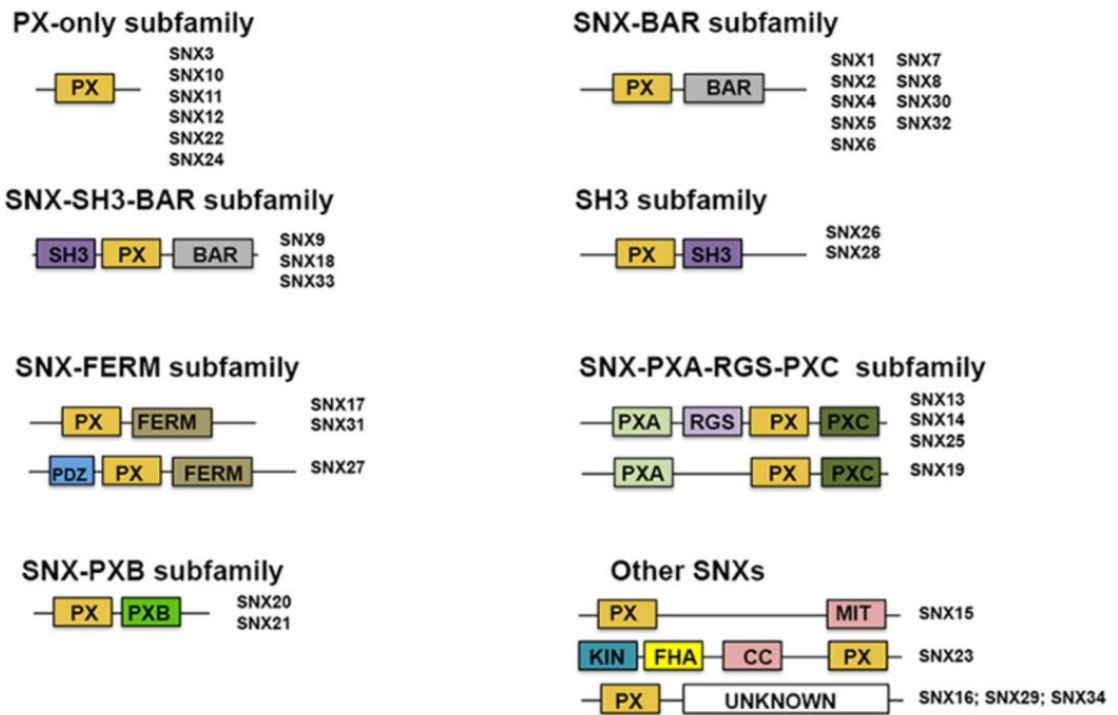 PX-only subfamily
PX
SNX3
SNX10
SNX11
SNX12
SNX22
SNX24
SNX-BAR subfamily
PX BAR
SNX1 SNX7
SNX2 SNX8
SNX4 SNX30
SNX5 SNX32
SNX6
SNX-SH3-BAR subfamily
SH3 PX BAR
SNX9
SNX18
SNX33
SH3 subfamily
PX SH3
SNX26
SNX28
SNX-FERM subfamily
PX FERM
SNX17
SNX31
PDZ PX FERM
SNX27
SNX-PXA-RGS-PXC subfamily
PXA RGS PX PXC
SNX13
SNX14
SNX25
PXA PX PXC
SNX19
SNX-PXB subfamily
PX PXB
SNX20
SNX21
Other SNXs
PX MIT SNX15
KIN FHA CC PX SNX23
PX UNKNOWN SNX16; SNX29; SNX34